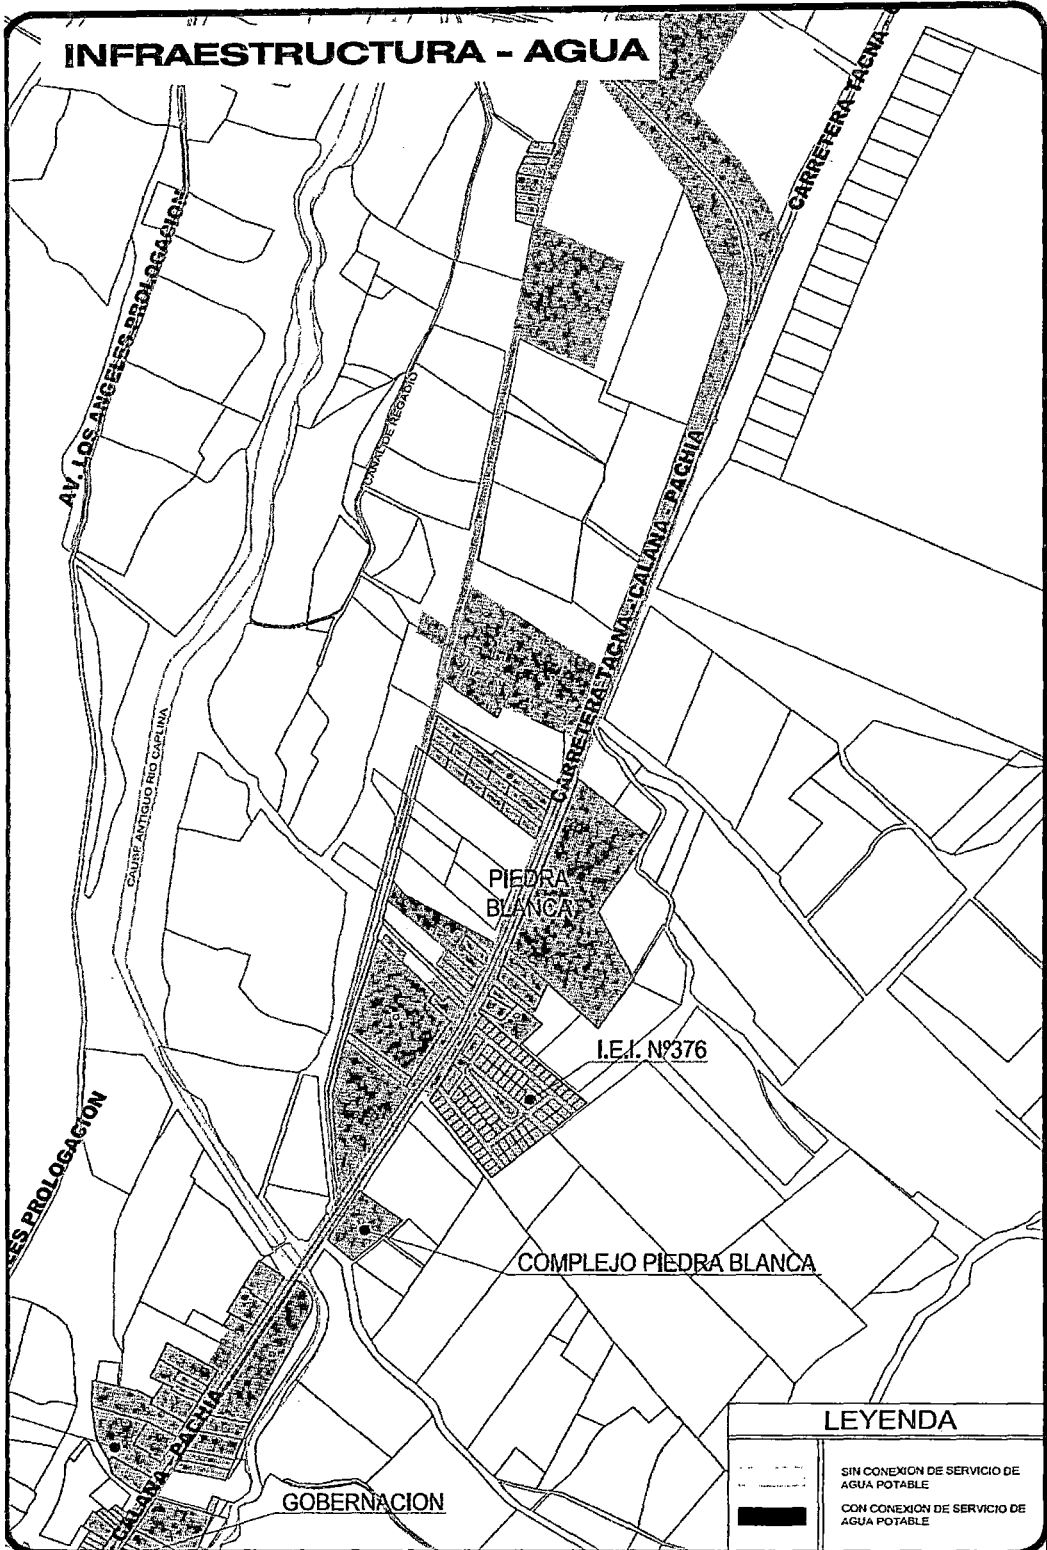 INFRAESTRUCTURA - AGUA
CARRETERA TACNA
AV. LOS ANGELES PROLOGACION
CANAL DE REGADIO
CARRETERA TACNA - CALANA - PACHIA
CAUSE ANTIGUO RIO CAPLINA
PIEDRA
BLANCA
I.E.I. Nº376
ES PROLOGACION
COMPLEJO PIEDRA BLANCA
CALANA - PACHIA
GOBERNACION
LEYENDA
SIN CONEXION DE SERVICIO DE
AGUA POTABLE
CON CONEXION DE SERVICIO DE
AGUA POTABLE